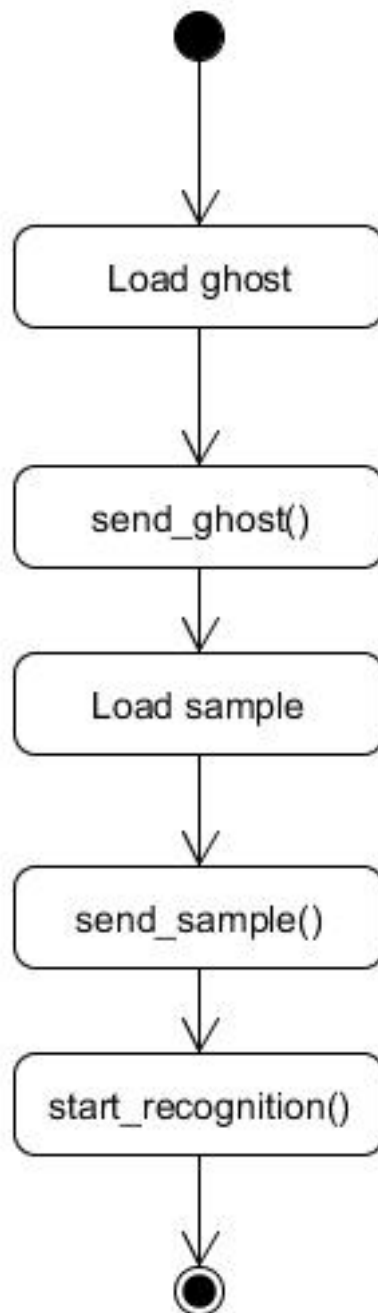 Load ghost
send_ghost()
Load sample
send_sample()
start_recognition()